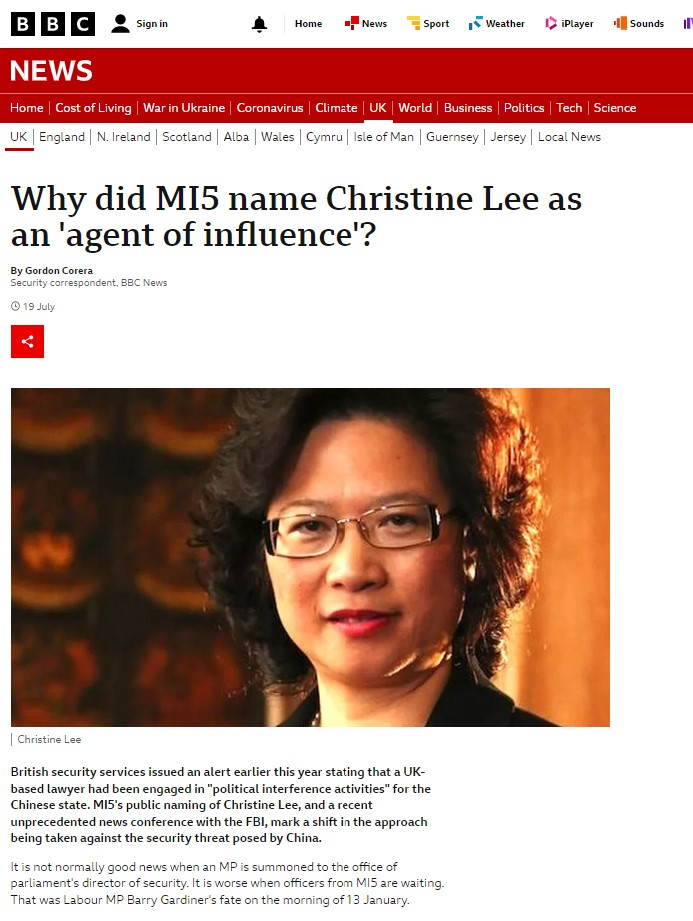 BBC Sign in Home News Sport Weather iPlayer Sounds
NEWS
Home Cost of Living War in Ukraine Coronavirus Climate UK World Business Politics Tech Science
UK England N. Ireland Scotland Alba Wales Cymru Isle of Man Guernsey Jersey Local News
Why did MI5 name Christine Lee as
an 'agent of influence'?
By Gordon Corera
Security correspondent, BBC News
19 July
Christine Lee
British security services issued an alert earlier this year stating that a UK-
based lawyer had been engaged in "political interference activities" for the
Chinese state. MI5's public naming of Christine Lee, and a recent
unprecedented news conference with the FBI, mark a shift in the approach
being taken against the security threat posed by China.
It is not normally good news when an MP is summoned to the office of
parliament's director of security. It is worse when officers from MI5 are waiting.
That was Labour MP Barry Gardiner's fate on the morning of 13 January.